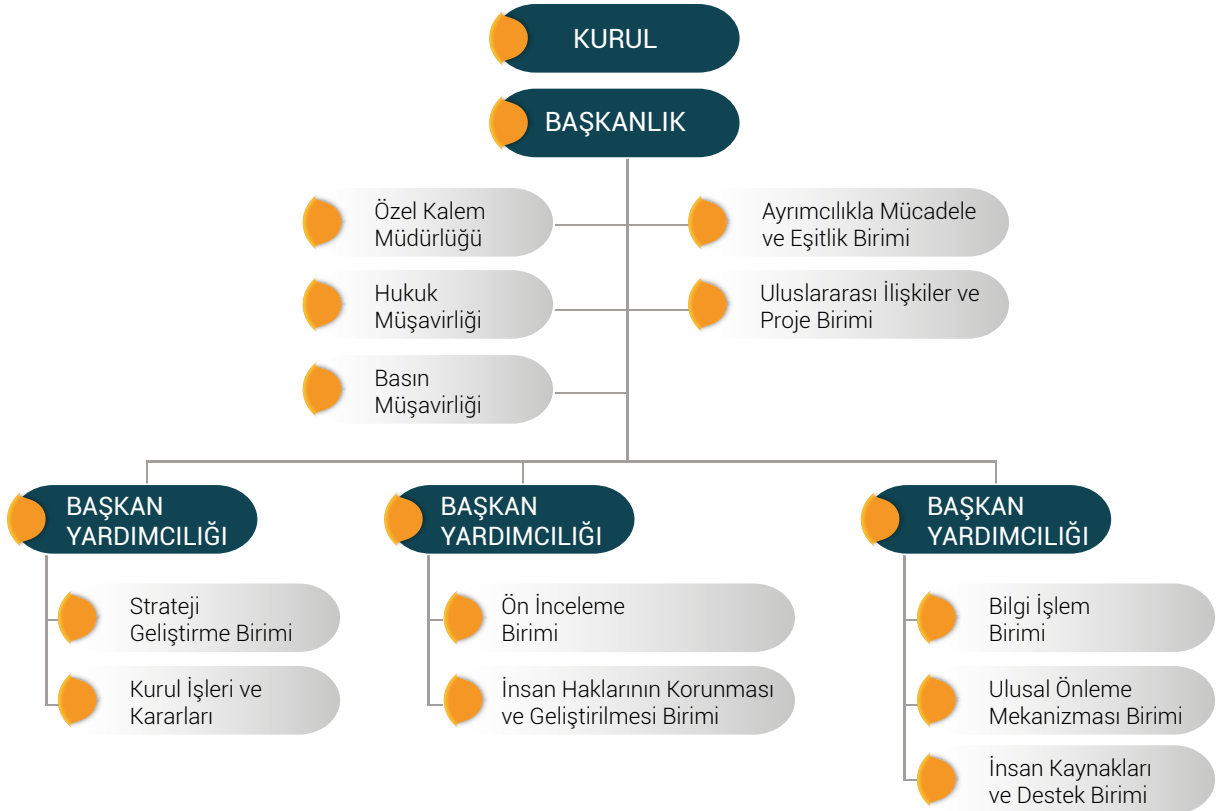 KURUL
BAŞKANLIK
Özel Kalem
Müdürlüğü
Ayrımcılıkla Mücadele
ve Eşitlik Birimi
Hukuk
Müşavirliği
Uluslararası İlişkiler ve
Proje Birimi
Basın
Müşavirliği
BAŞKAN
YARDIMCILIĞI
Strateji
Geliştirme Birimi
Kurul İşleri ve
Kararları
BAŞKAN
YARDIMCILIĞI
Ön İnceleme
Birimi
İnsan Haklarının Korunması
ve Geliştirilmesi Birimi
BAŞKAN
YARDIMCILIĞI
Bilgi İşlem
Birimi
Ulusal Önleme
Mekanizması Birimi
İnsan Kaynakları
ve Destek Birimi